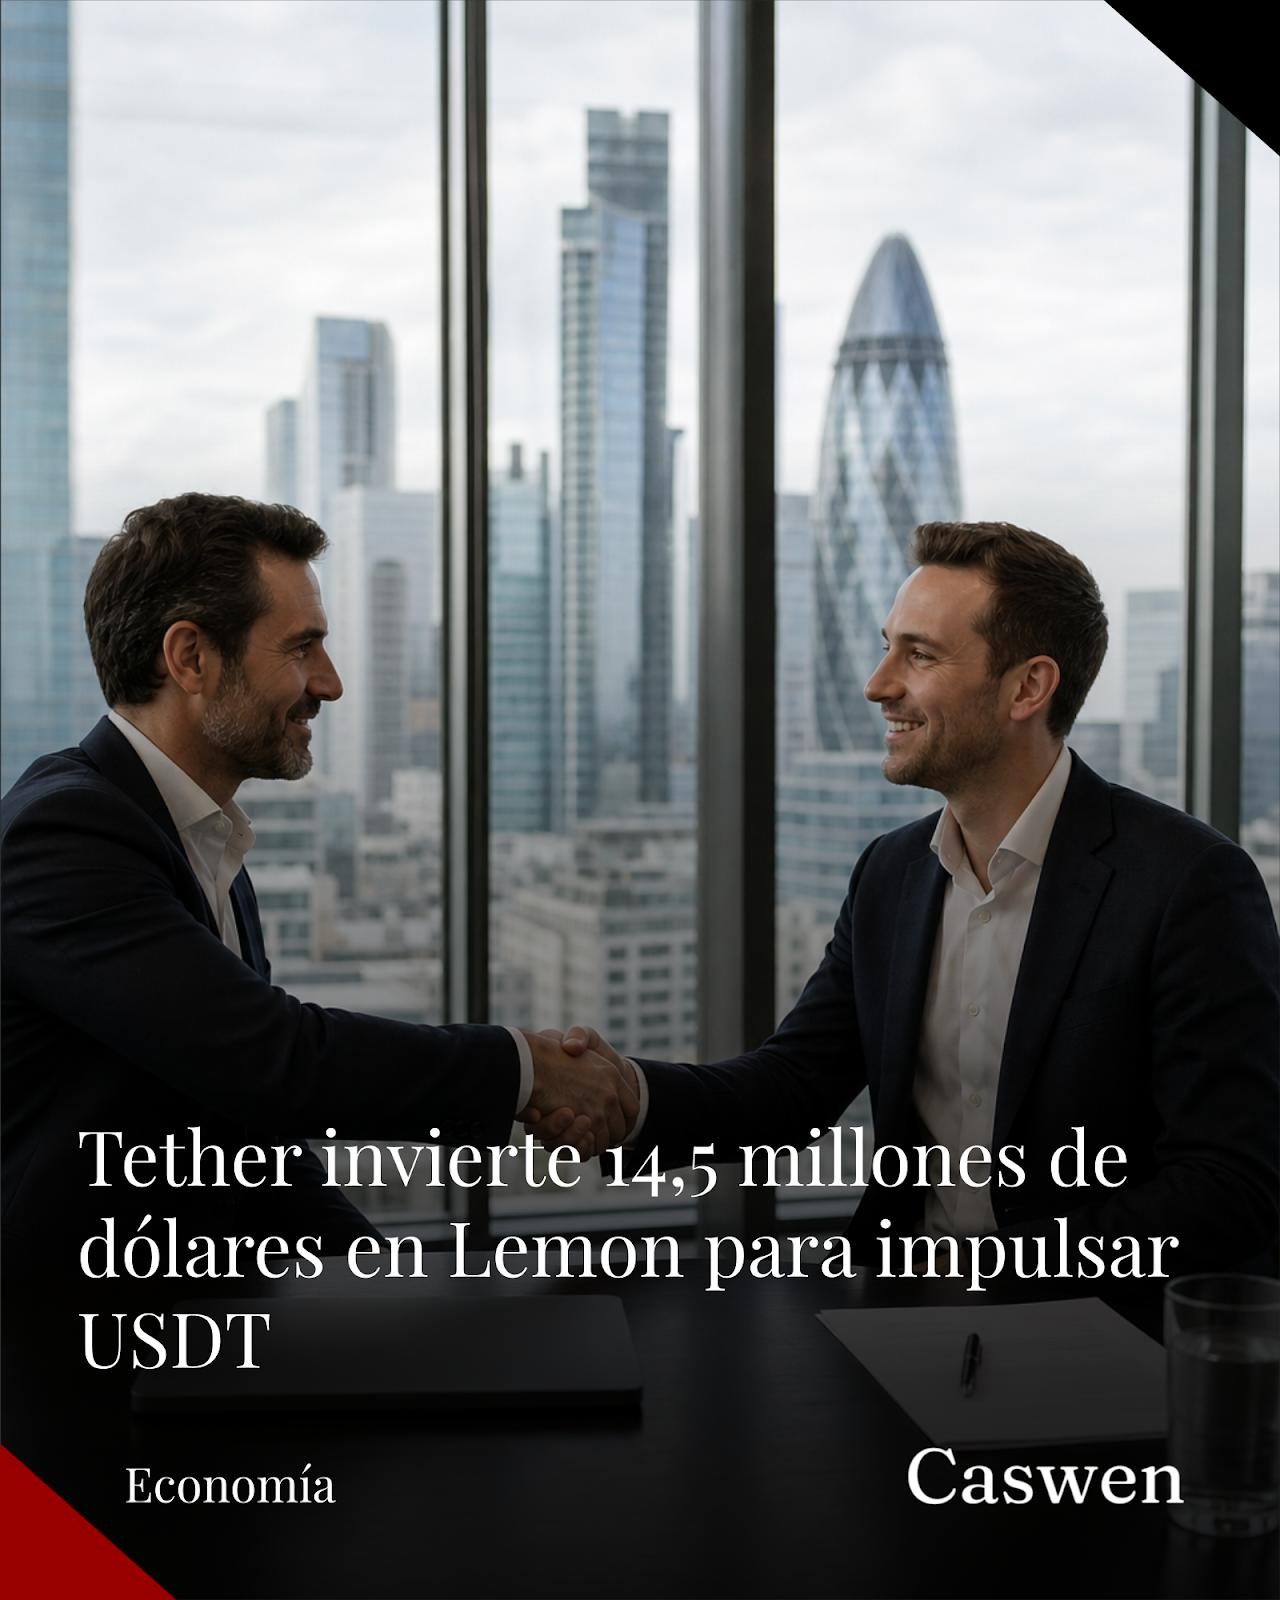 Tether invierte 14,5 millones de
dólares en Lemon para impulsar
USDT
Economía
Caswen